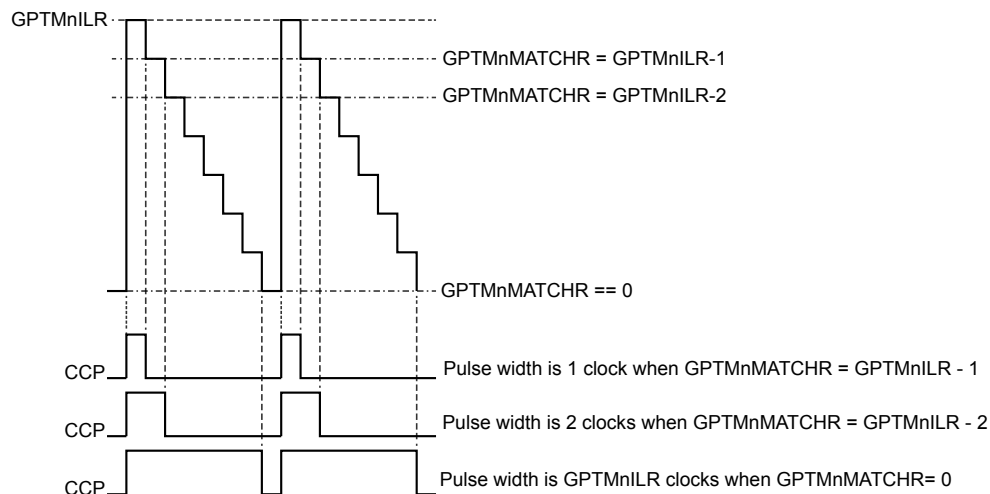 GPTMnILR
GPTMnMATCHR = GPTMnILR-1
GPTMnMATCHR = GPTMnILR-2
GPTMnMATCHR == 0
CCP
Pulse width is 1 clock when GPTMnMATCHR = GPTMnILR - 1
CCP
Pulse width is 2 clocks when GPTMnMATCHR = GPTMnILR - 2
CCP
Pulse width is GPTMnILR clocks when GPTMnMATCHR= 0